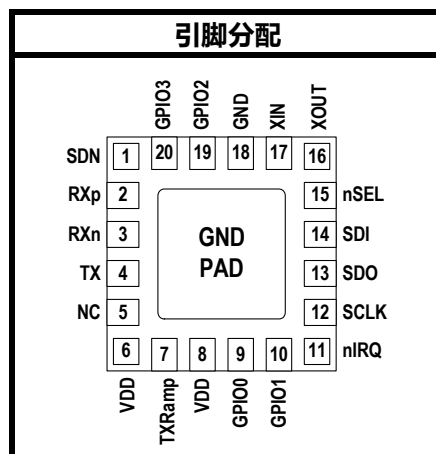 引脚分配
GPIO3
GPIO2
GND
XIN
XOUT
20 19 18 17 16
SDN 1
RXp 2
RXn 3
TX 4
NC 5
GND
PAD
15 nSEL
14 SDI
13 SDO
12 SCLK
11 nIRQ
6 7 8 9 10
VDD
TXRamp
VDD
GPIO0
GPIO1